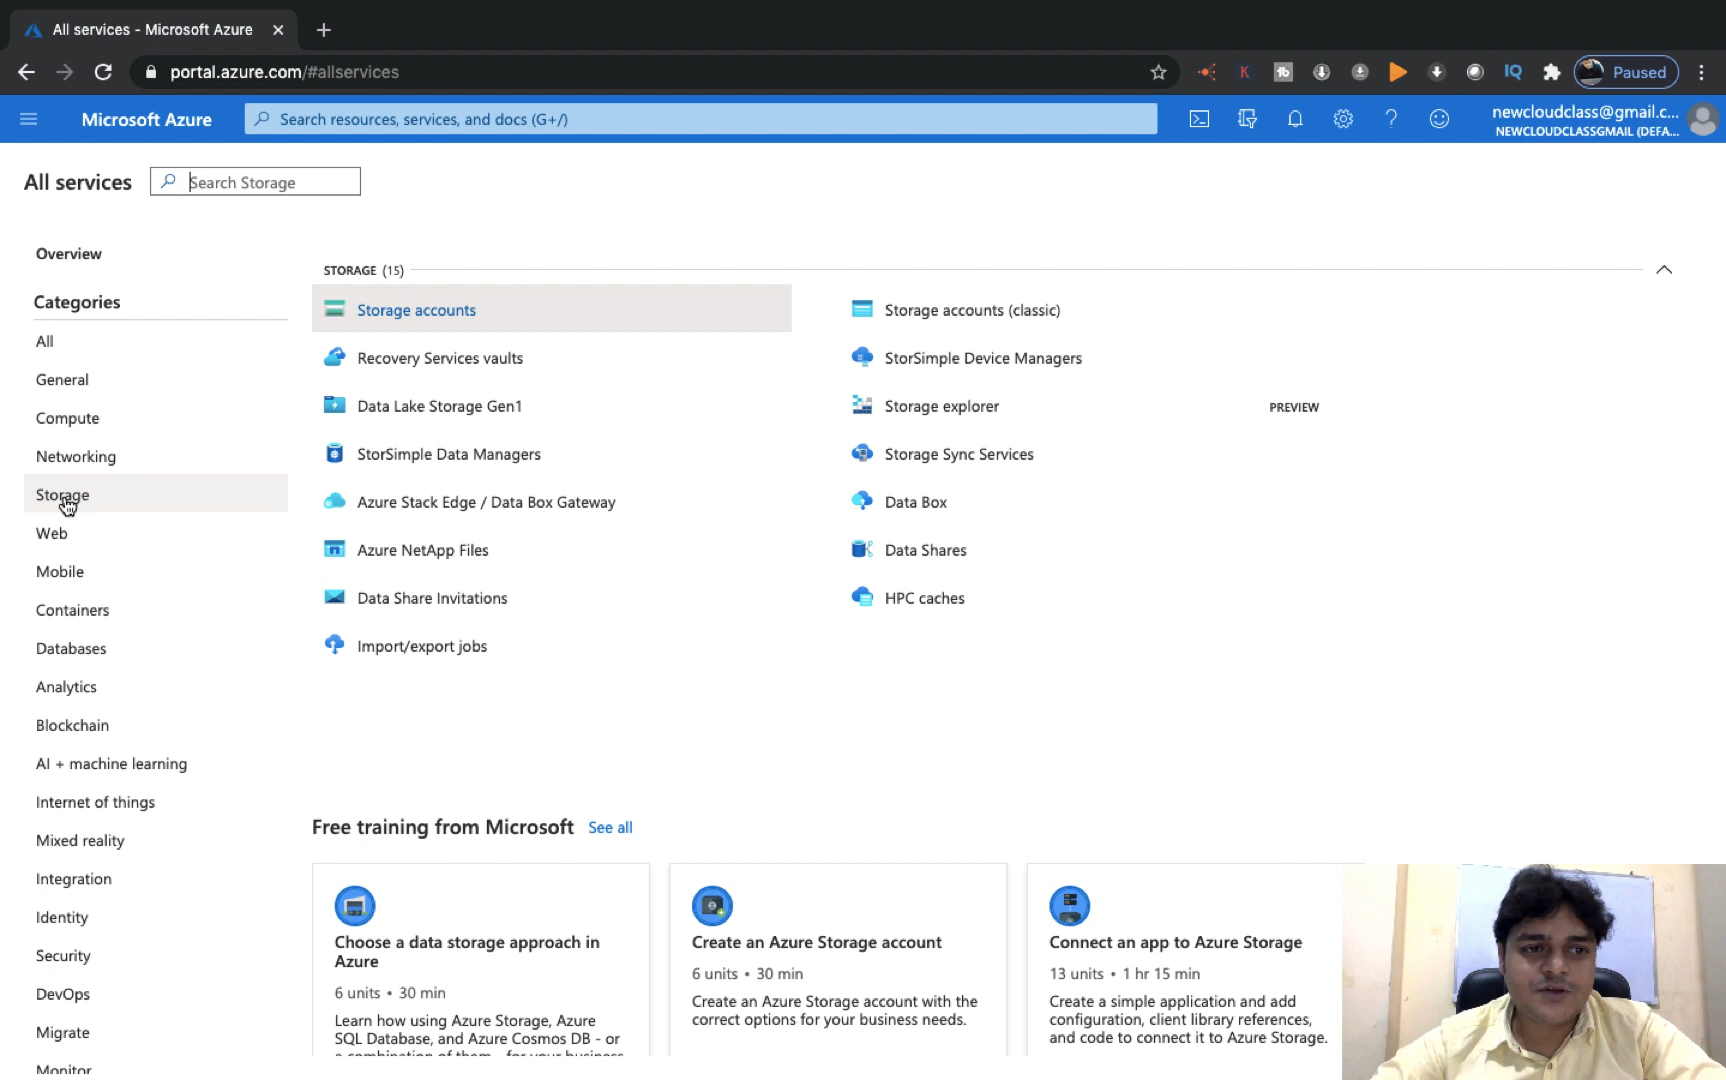 All services - Microsoft Azure
portal.azure.com/#allservices
K
tb
IQ
Paused
Microsoft Azure
Search resources, services, and docs (G+/)
newcloudclass@gmail.c...
NEWCLOUDCLASSGMAIL (DEFA...
All services
Search Storage
Overview
Categories
All
General
Compute
Networking
Storage
Web
Mobile
Containers
Databases
Analytics
Blockchain
AI + machine learning
Internet of things
Mixed reality
Integration
Identity
Security
DevOps
Migrate
Monitor
STORAGE (15)
Storage accounts
Storage accounts (classic)
Recovery Services vaults
StorSimple Device Managers
Data Lake Storage Gen1
Storage explorer
PREVIEW
StorSimple Data Managers
Storage Sync Services
Azure Stack Edge / Data Box Gateway
Data Box
Azure NetApp Files
Data Shares
Data Share Invitations
HPC caches
Import/export jobs
Free training from Microsoft See all
Choose a data storage approach in
Azure
6 units • 30 min
Learn how using Azure Storage, Azure
SQL Database, and Azure Cosmos DB - or
a combination of them - for your business
Create an Azure Storage account
6 units • 30 min
Create an Azure Storage account with the
correct options for your business needs.
Connect an app to Azure Storage
13 units • 1 hr 15 min
Create a simple application and add
configuration, client library references,
and code to connect it to Azure Storage.